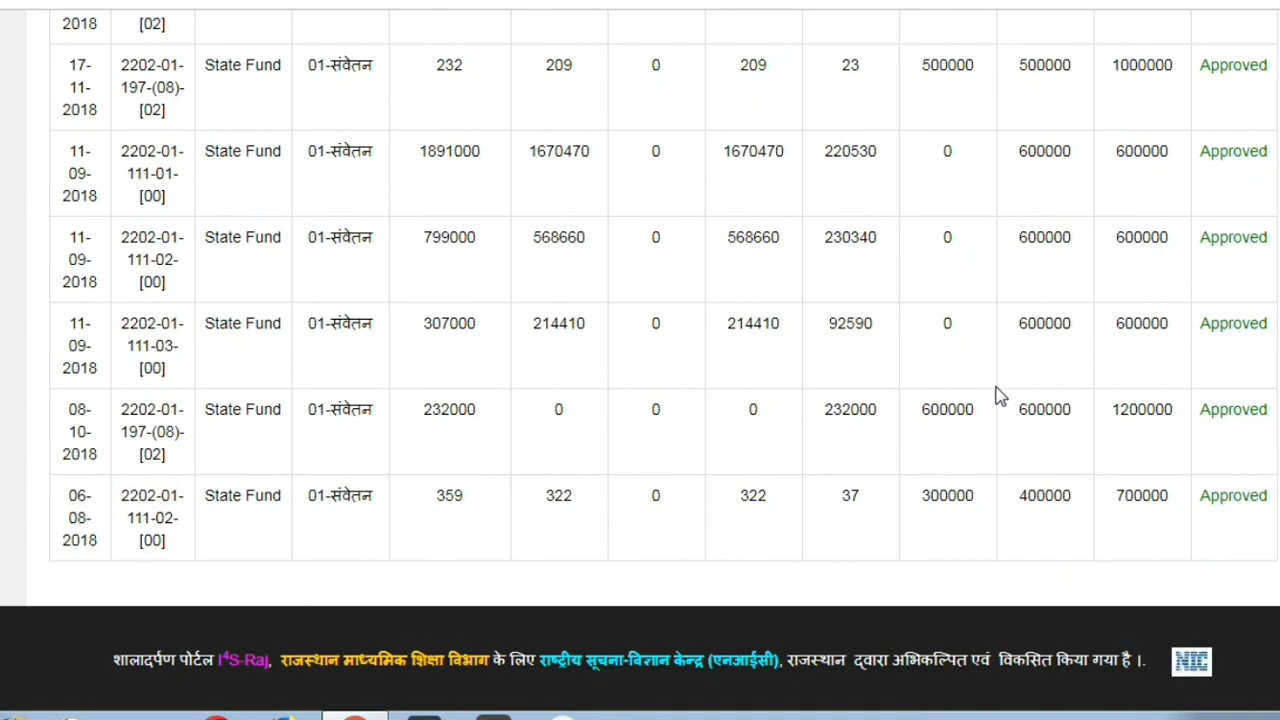 2018 [02]
17- 2202-01- State Fund 01-संवेतन 232 209 0 209 23 500000 500000 1000000 Approved
11- 197-(08)-
2018 [02]
11- 2202-01- State Fund 01-संवेतन 1891000 1670470 0 1670470 220530 0 600000 600000 Approved
09- 111-01-
2018 [00]
11- 2202-01- State Fund 01-संवेतन 799000 568660 0 568660 230340 0 600000 600000 Approved
09- 111-02-
2018 [00]
11- 2202-01- State Fund 01-संवेतन 307000 214410 0 214410 92590 0 600000 600000 Approved
09- 111-03-
2018 [00]
08- 2202-01- State Fund 01-संवेतन 232000 0 0 0 232000 600000 600000 1200000 Approved
10- 197-(08)-
2018 [02]
06- 2202-01- State Fund 01-संवेतन 359 322 0 322 37 300000 400000 700000 Approved
08- 111-02-
2018 [00]
शालादर्पण पोर्टल I4S-Raj, राजस्थान माध्यमिक शिक्षा विभाग के लिए राष्ट्रीय सूचना-विज्ञान केन्द्र (एनआईसी), राजस्थान द्वारा अभिकल्पित एवं विकसित किया गया है ।. NIC